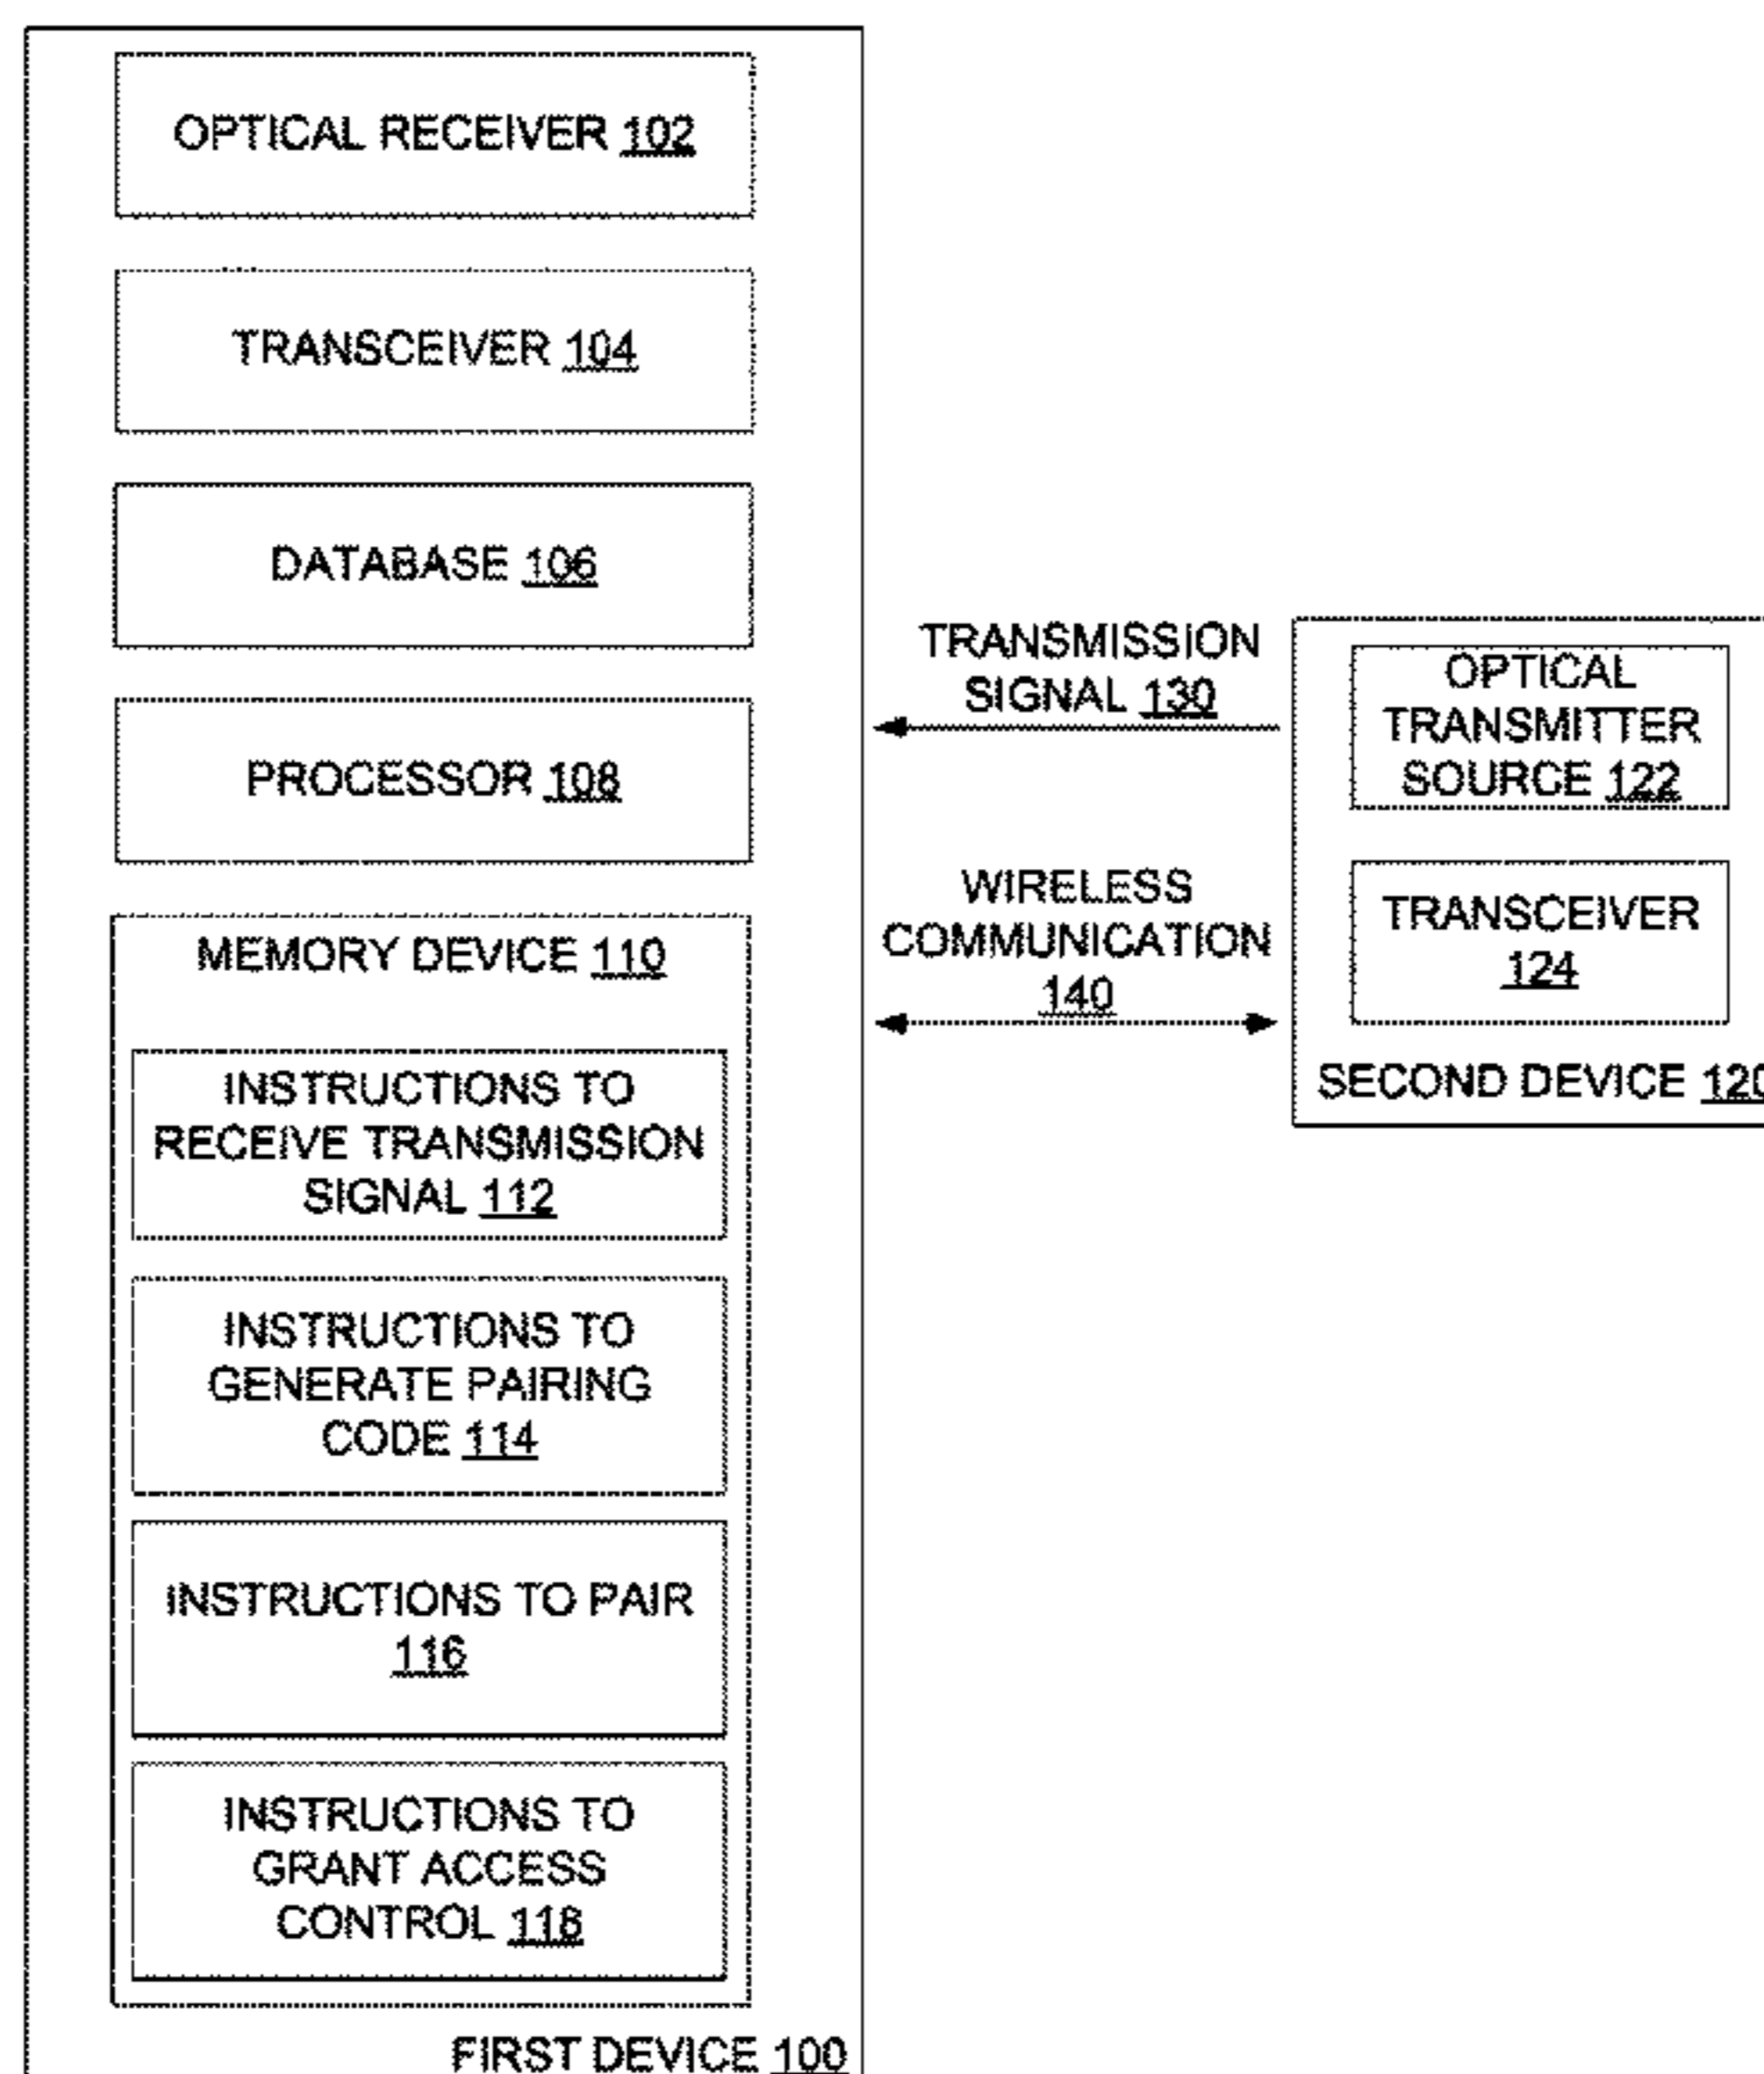 OPTICAL RECEIVER 102
TRANSCEIVER 104
DATABASE 106
PROCESSOR 108
MEMORY DEVICE 110
INSTRUCTIONS TO
RECEIVE TRANSMISSION
SIGNAL 112
INSTRUCTIONS TO
GENERATE PAIRING
CODE 114
INSTRUCTIONS TO PAIR
116
INSTRUCTIONS TO
GRANT ACCESS
CONTROL 118
FIRST DEVICE 100
TRANSMISSION
SIGNAL 130
WIRELESS
COMMUNICATION
140
OPTICAL
TRANSMITTER
SOURCE 122
TRANSCEIVER
124
SECOND DEVICE 120